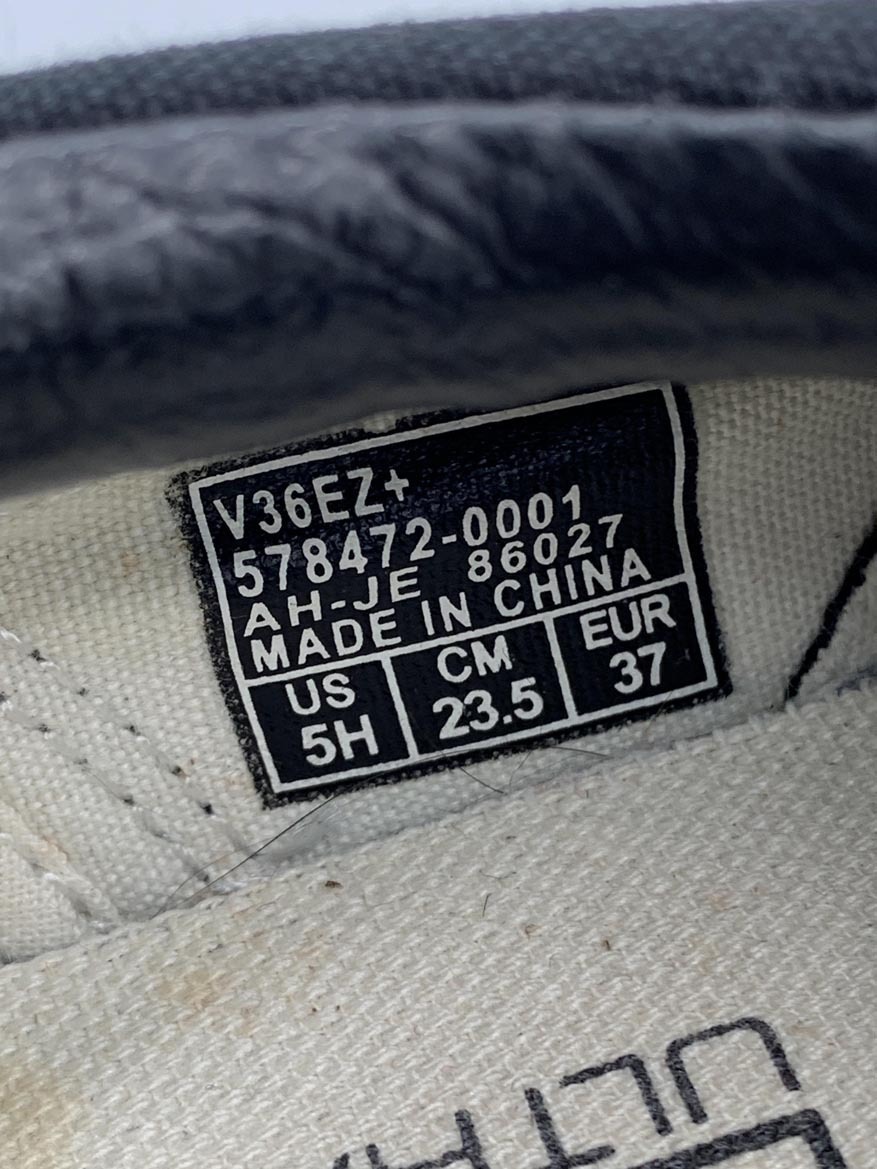 V36EZ+
578472-0001
AH-JE 86027
MADE IN CHINA
US CM EUR
5H 23.5 37